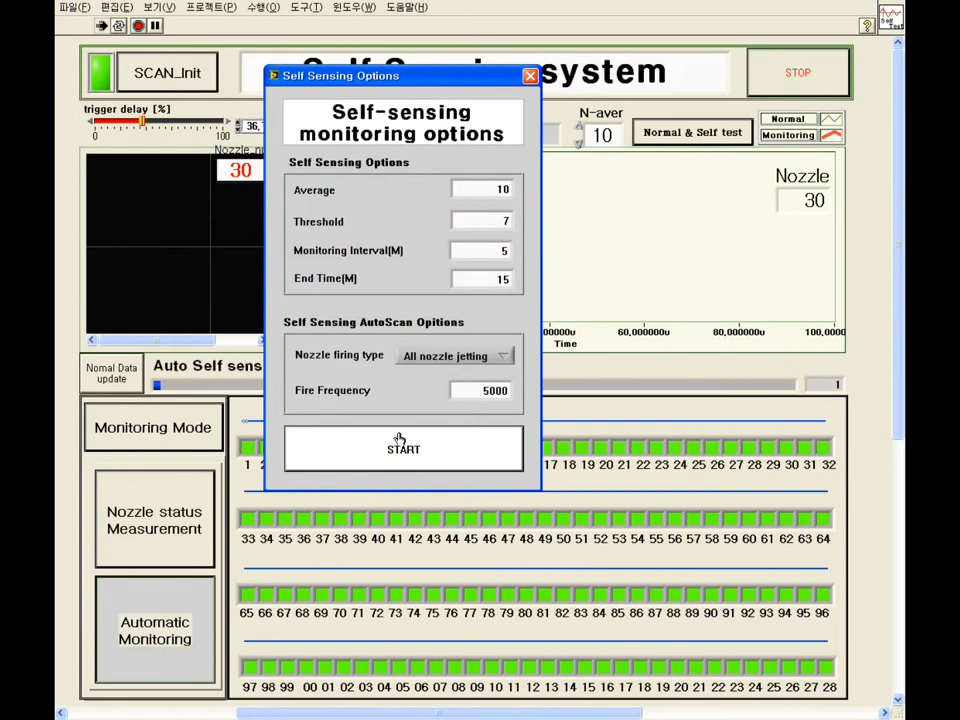 파일(F) 편집(E) 보기(V) 프로젝트(P) 수행(O) 도구(T) 윈도우(W) 도움말(H)
?
Self
Test
SCAN_Init
Self Sensing system
STOP
trigger delay [%]
0 100
36,
Nozzle_nu
30
N-aver
10
Normal & Self test
Normal
Monitoring
Nozzle
30
0000u 60,0000u 80,0000u 100,0000
Time
Nomal Data
update
Auto Self sens
1
Self Sensing Options
Self-sensing
monitoring options
Self Sensing Options
Average 10
Threshold 7
Monitoring Interval(M) 5
End Time(M) 15
Self Sensing AutoScan Opitions
Nozzle firing type All nozzle jetting
Fire Frequency 5000
START
Monitoring Mode
Nozzle status
Measurement
Automatic
Monitoring
1 2 17 18 19 20 21 22 23 24 25 26 27 28 29 30 31 32
33 34 35 36 37 38 39 40 41 42 43 44 45 46 47 48 49 50 51 52 53 54 55 56 57 58 59 60 61 62 63 64
65 66 67 68 69 70 71 72 73 74 75 76 77 78 79 80 81 82 83 84 85 86 87 88 89 90 91 92 93 94 95 96
97 98 99 00 01 02 03 04 05 06 07 08 09 10 11 12 13 14 15 16 17 18 19 20 21 22 23 24 25 26 27 28